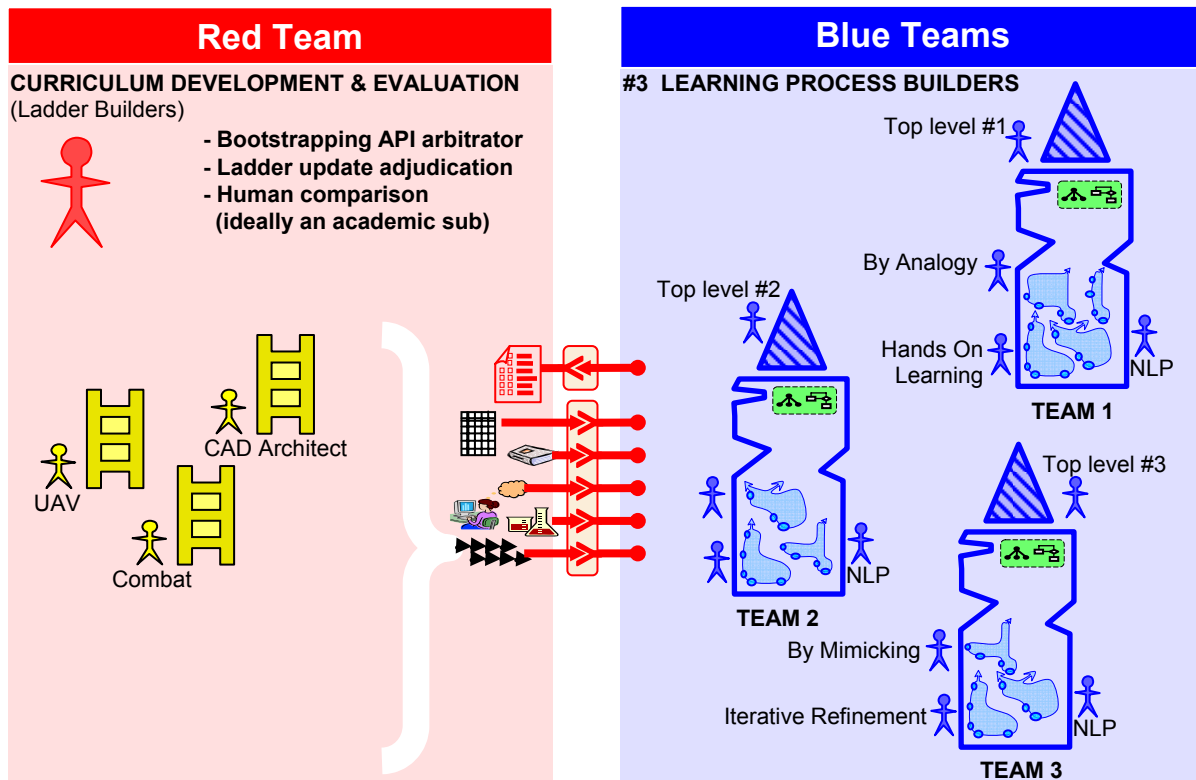 Red Team
CURRICULUM DEVELOPMENT & EVALUATION
(Ladder Builders)
- Bootstrapping API arbitrator
- Ladder update adjudication
- Human comparison
(ideally an academic sub)
CAD Architect
UAV
Combat
Blue Teams
#3 LEARNING PROCESS BUILDERS
Top level #1
By Analogy
Hands On
Learning
NLP
TEAM 1
Top level #2
NLP
TEAM 2
Top level #3
By Mimicking
Iterative Refinement
NLP
TEAM 3